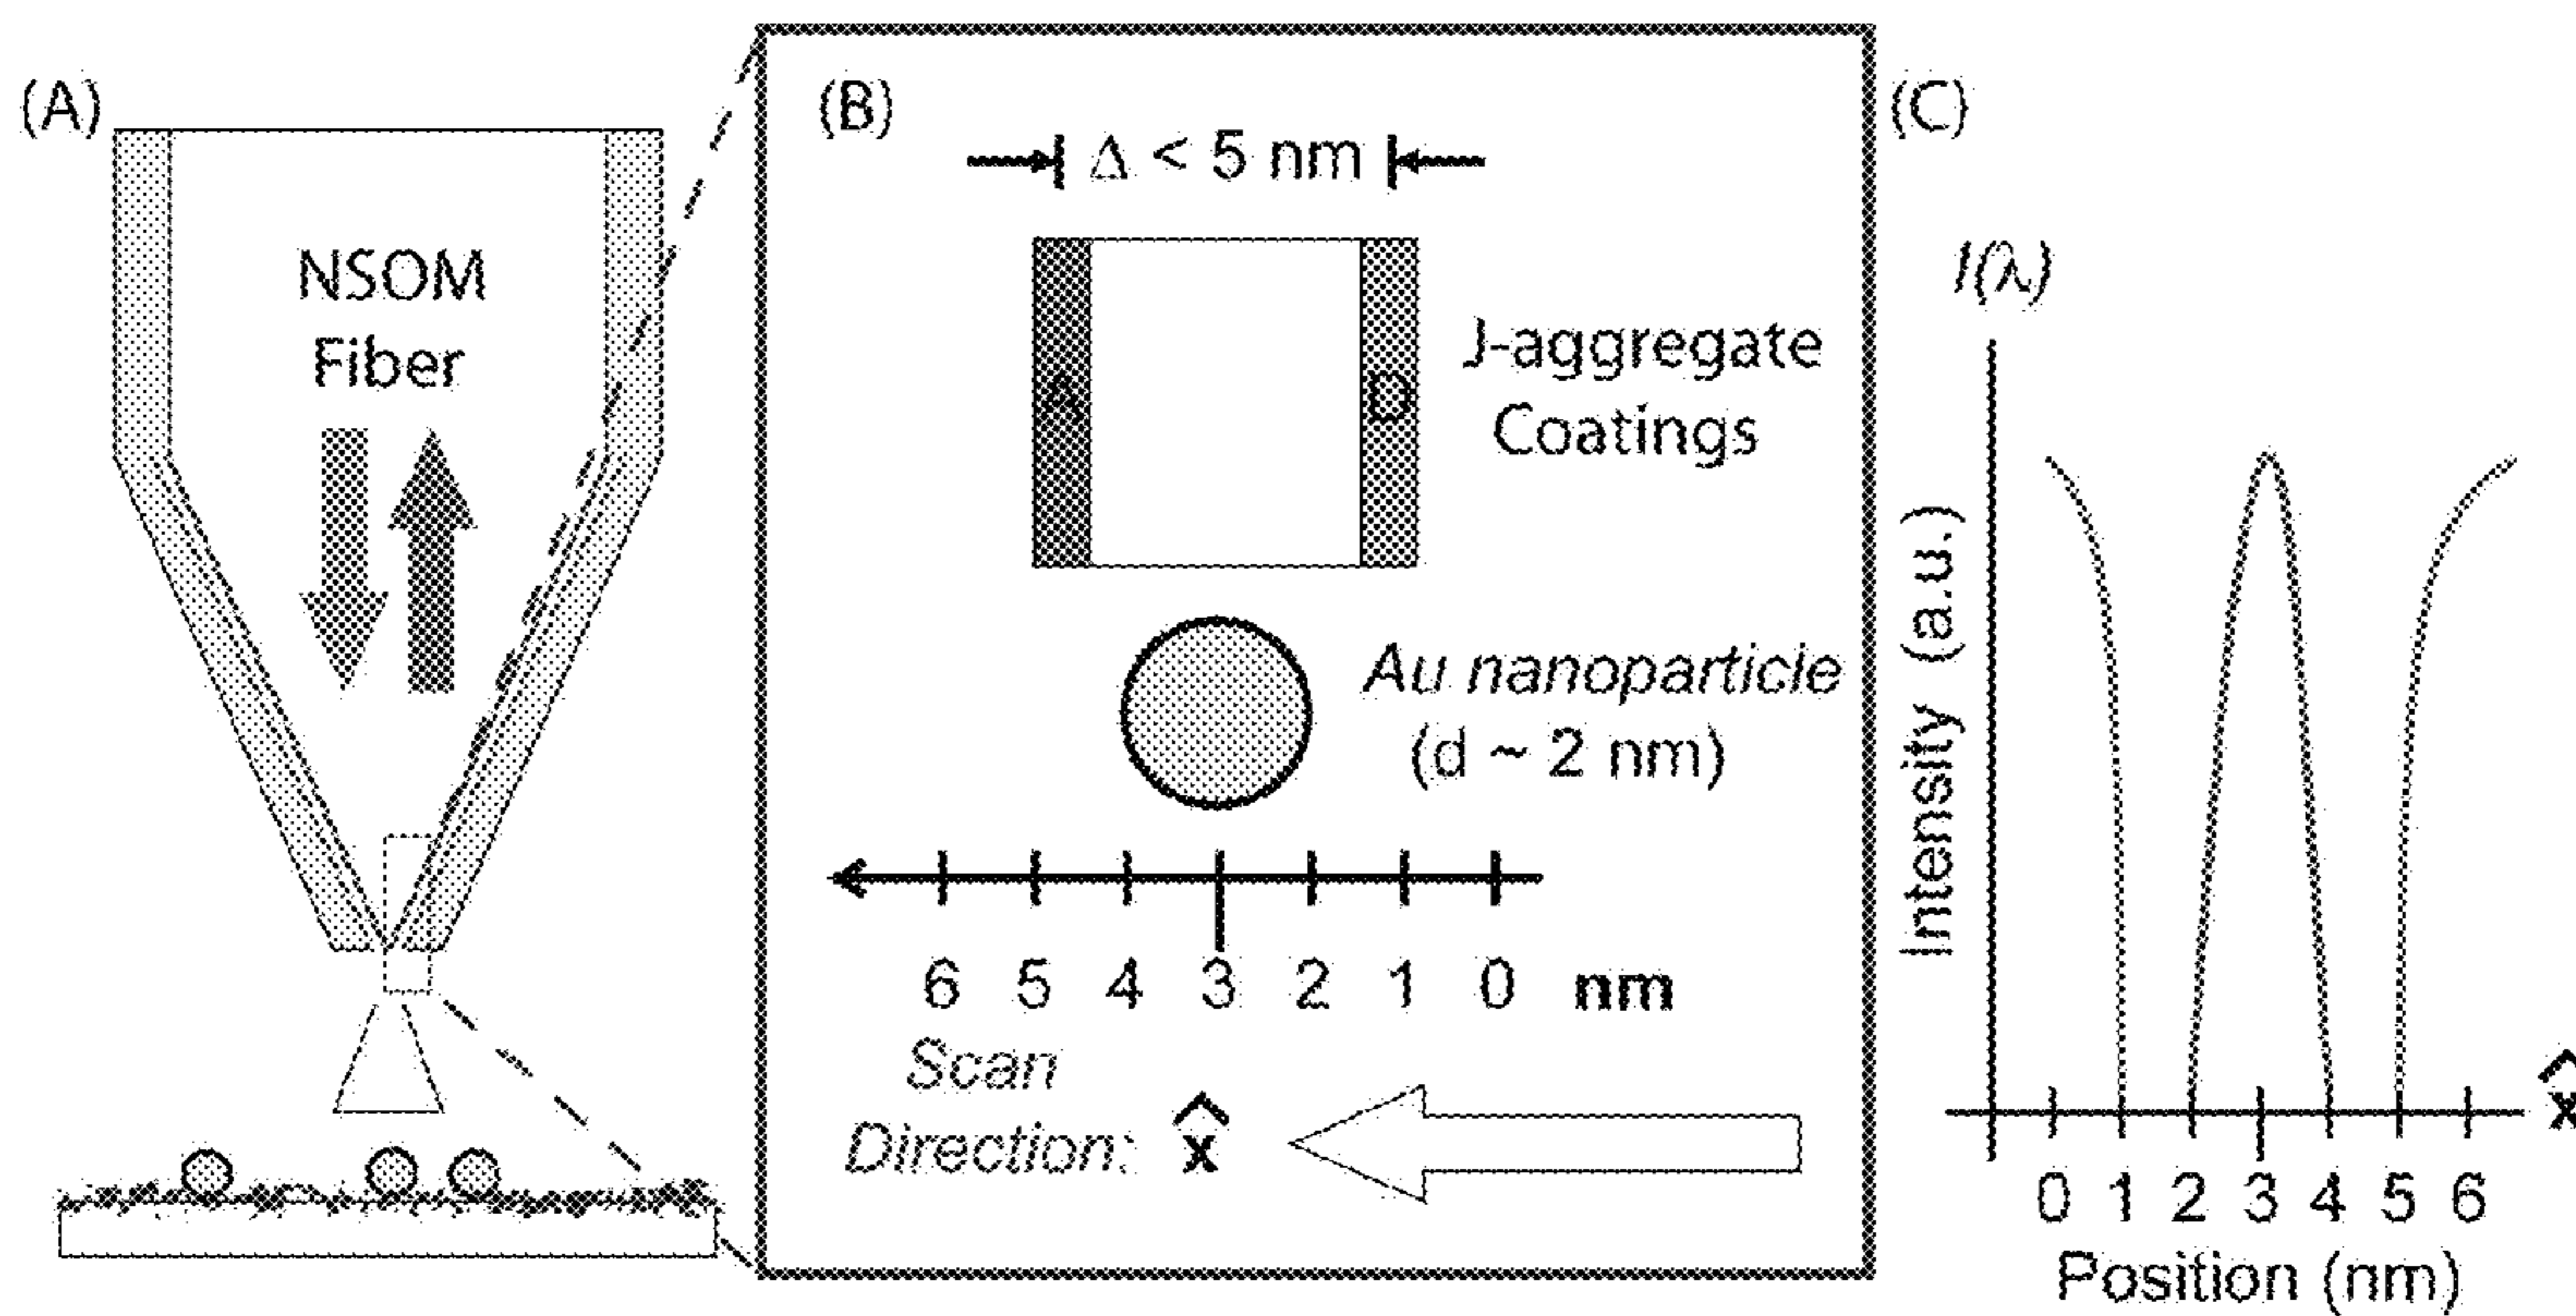 (A)
NSOM
Fiber
(B)
Δ < 5 nm
J-aggregate
Coatings
Au nanoparticle
(d ~ 2 nm)
6 5 4 3 2 1 0 nm
Scan
Direction: x̂
(C)
I(λ)
Intensity (a.u.)
x̂
0 1 2 3 4 5 6
Position (nm)